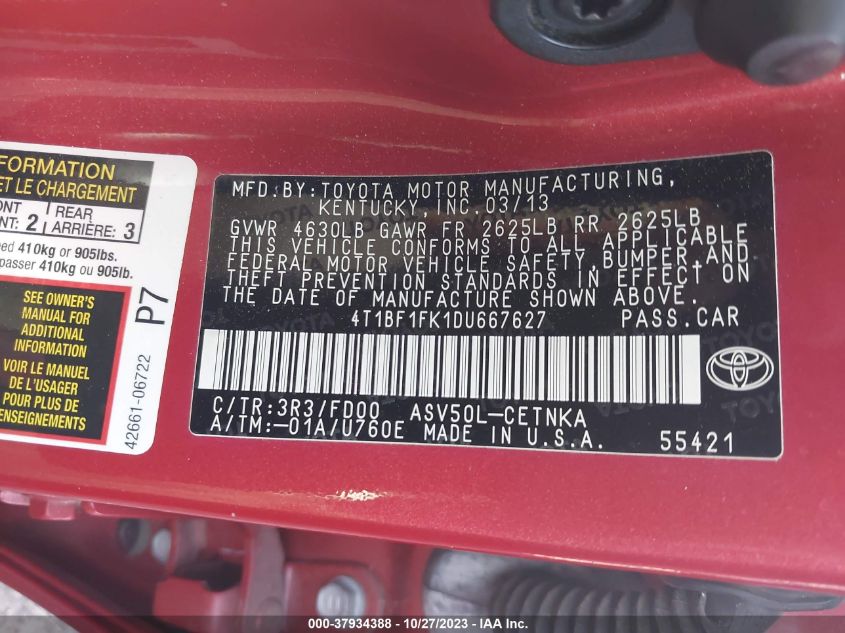 FORMATION
ET LE CHARGEMENT
2
REAR
ARRIÈRE: 3
410kg or 905lbs.
410kg ou 905lb.
SEE OWNER'S
MANUAL FOR
ADDITIONAL
INFORMATION
VOIR LE MANUEL
DE L'USAGER
POUR PLUS DE
RENSEIGNEMENTS
P7
42661-06722
MFD.BY:TOYOTA MOTOR MANUFACTURING,
KENTUCKY, INC. 03/13
GVWR 4630LB GAWR FR 2625LB RR 2625LB
THIS VEHICLE CONFORMS TO ALL APPLICABLE
FEDERAL MOTOR VEHICLE SAFETY, BUMPER, AND
THEFT PREVENTION STANDARDS IN EFFECT ON
THE DATE OF MANUFACTURE SHOWN ABOVE.
4T1BF1FK1DU667627 PASS.CAR
C/TR:3R3/FD00 ASV50L-CETNKA
A/TM:-01A/U760E MADE IN U.S.A. 55421
TOYOTA
000-37934388 - 10/27/2023 - IAA Inc.